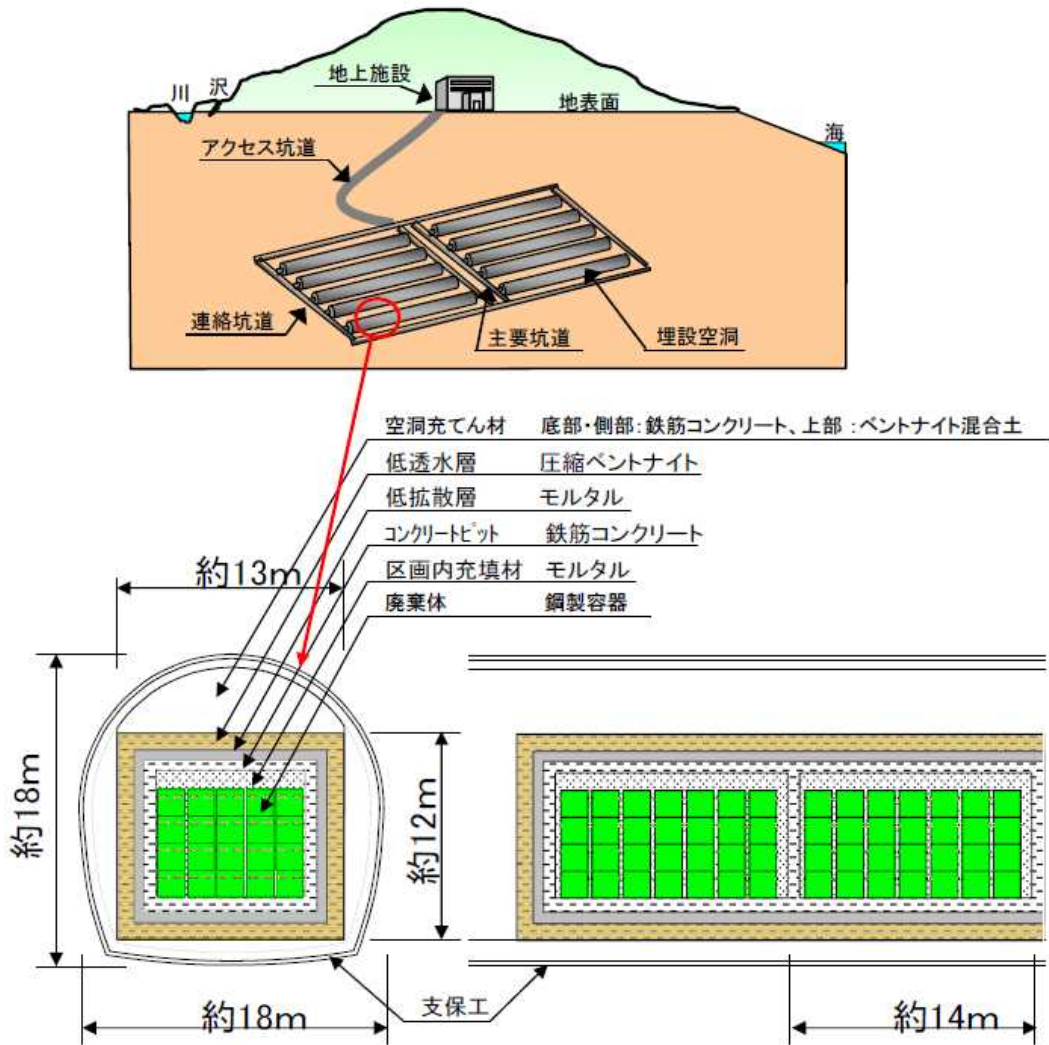 地上施設
川 沢
地表面
海
アクセス坑道
連絡坑道
主要坑道
埋設空洞
空洞充てん材 底部・側部:鉄筋コンクリート、上部:ベントナイト混合土
低透水層 圧縮ベントナイト
低拡散層 モルタル
コンクリートピット 鉄筋コンクリート
区画内充填材 モルタル
廃棄体 鋼製容器
約13m
約18m
約12m
支保工
約18m
約14m